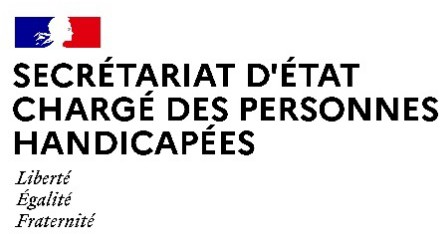 SECRÉTARIAT D'ÉTAT
CHARGÉ DES PERSONNES
HANDICAPÉES
Liberté
Égalité
Fraternité